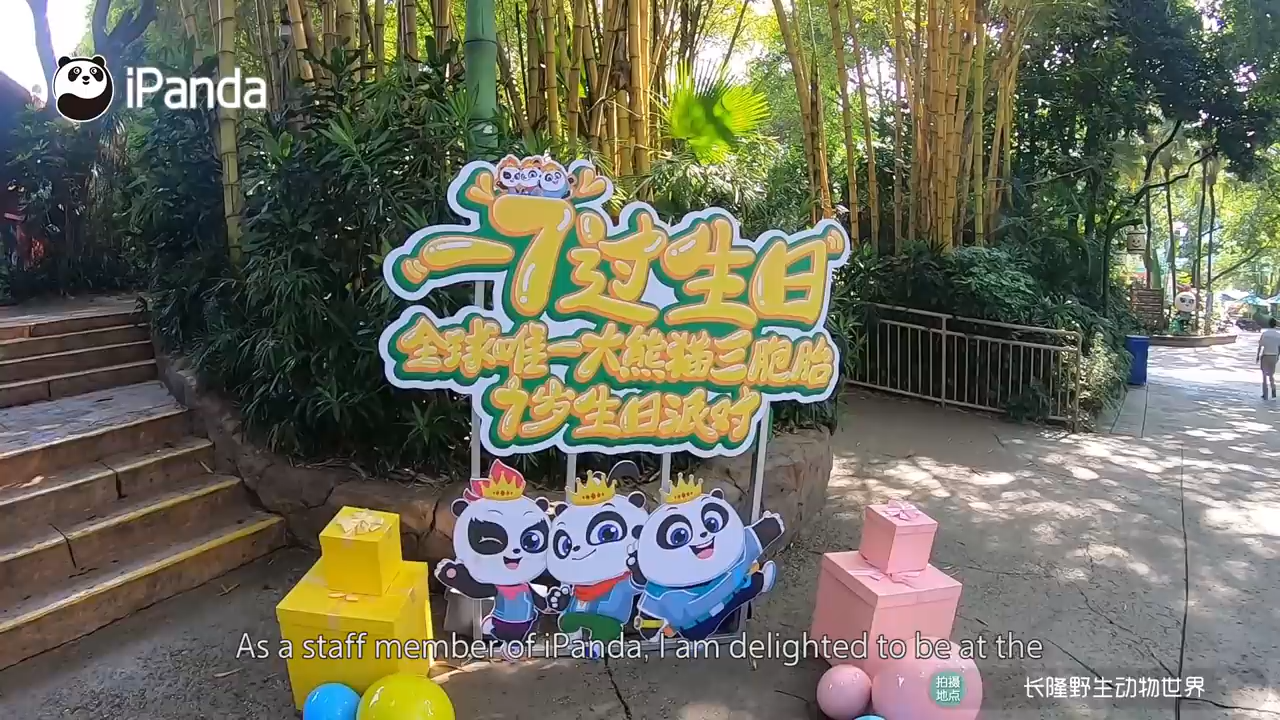 iPanda
一7过生日
全球唯一大熊猫三胞胎
7岁生日派对
As a staff member of iPanda, I am delighted to be at the
拍摄
地点
长隆野生动物世界